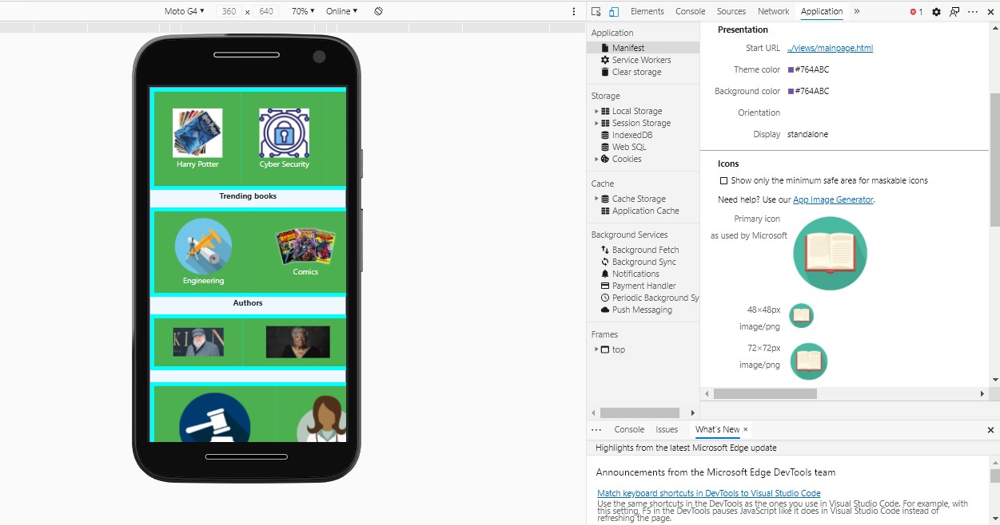 Moto G4 ▼ 360 x 640 70% ▼ Online ▼
Harry Potter
Cyber Security
Trending books
Engineering
Comics
Authors
K I N
Elements Console Sources Network Application » 1
Application
Manifest
Service Workers
Clear storage
Storage
Local Storage
Session Storage
IndexedDB
Web SQL
Cookies
Cache
Cache Storage
Application Cache
Background Services
Background Fetch
Background Sync
Notifications
Payment Handler
Periodic Background Sy
Push Messaging
Frames
top
Presentation
Start URL ../views/mainpage.html
Theme color #764ABC
Background color #764ABC
Orientation
Display standalone
Icons
Show only the minimum safe area for maskable icons
Need help? Use our App Image Generator.
Primary icon
as used by Microsoft
48×48px
image/png
72×72px
image/png
Console Issues What's New ×
Highlights from the latest Microsoft Edge update
Announcements from the Microsoft Edge DevTools team
Match keyboard shortcuts in DevTools to Visual Studio Code
Use the same shortcuts in the DevTools as the ones you use in Visual Studio Code. For example, with
this setting, F5 in the DevTools pauses JavaScript like it does in Visual Studio Code instead of
refreshing the page.